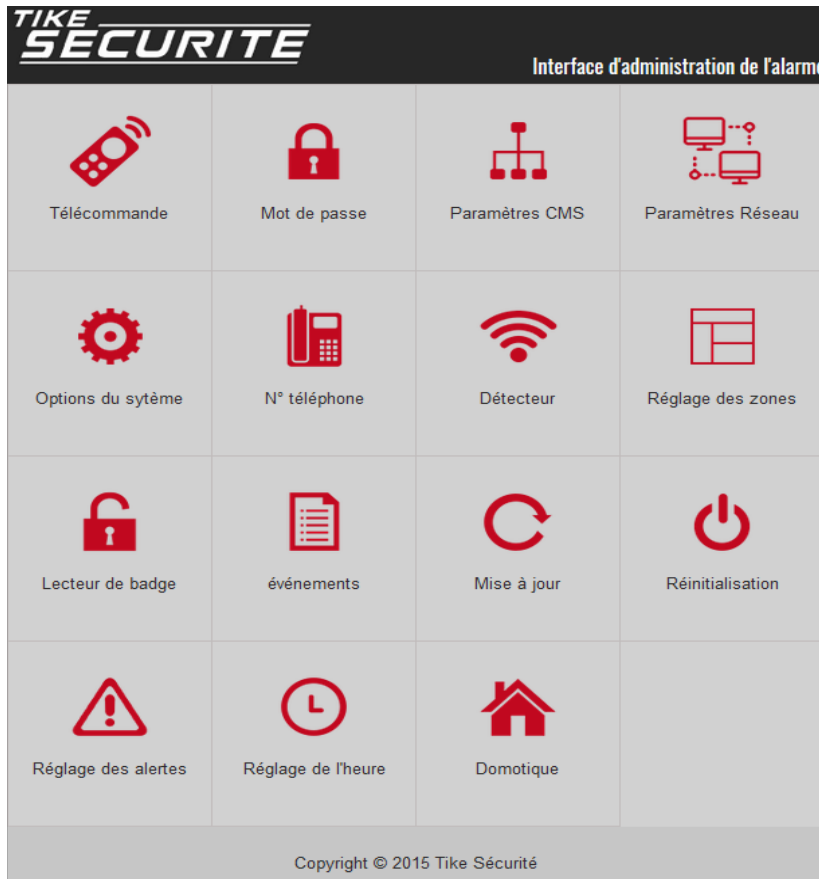 TIKE
SECURITE
Interface d'administration de l'alarme
Télécommande
Mot de passe
Paramètres CMS
Paramètres Réseau
Options du sytème
N° téléphone
Détecteur
Réglage des zones
Lecteur de badge
événements
Mise à jour
Réinitialisation
Réglage des alertes
Réglage de l'heure
Domotique
Copyright © 2015 Tike Sécurité